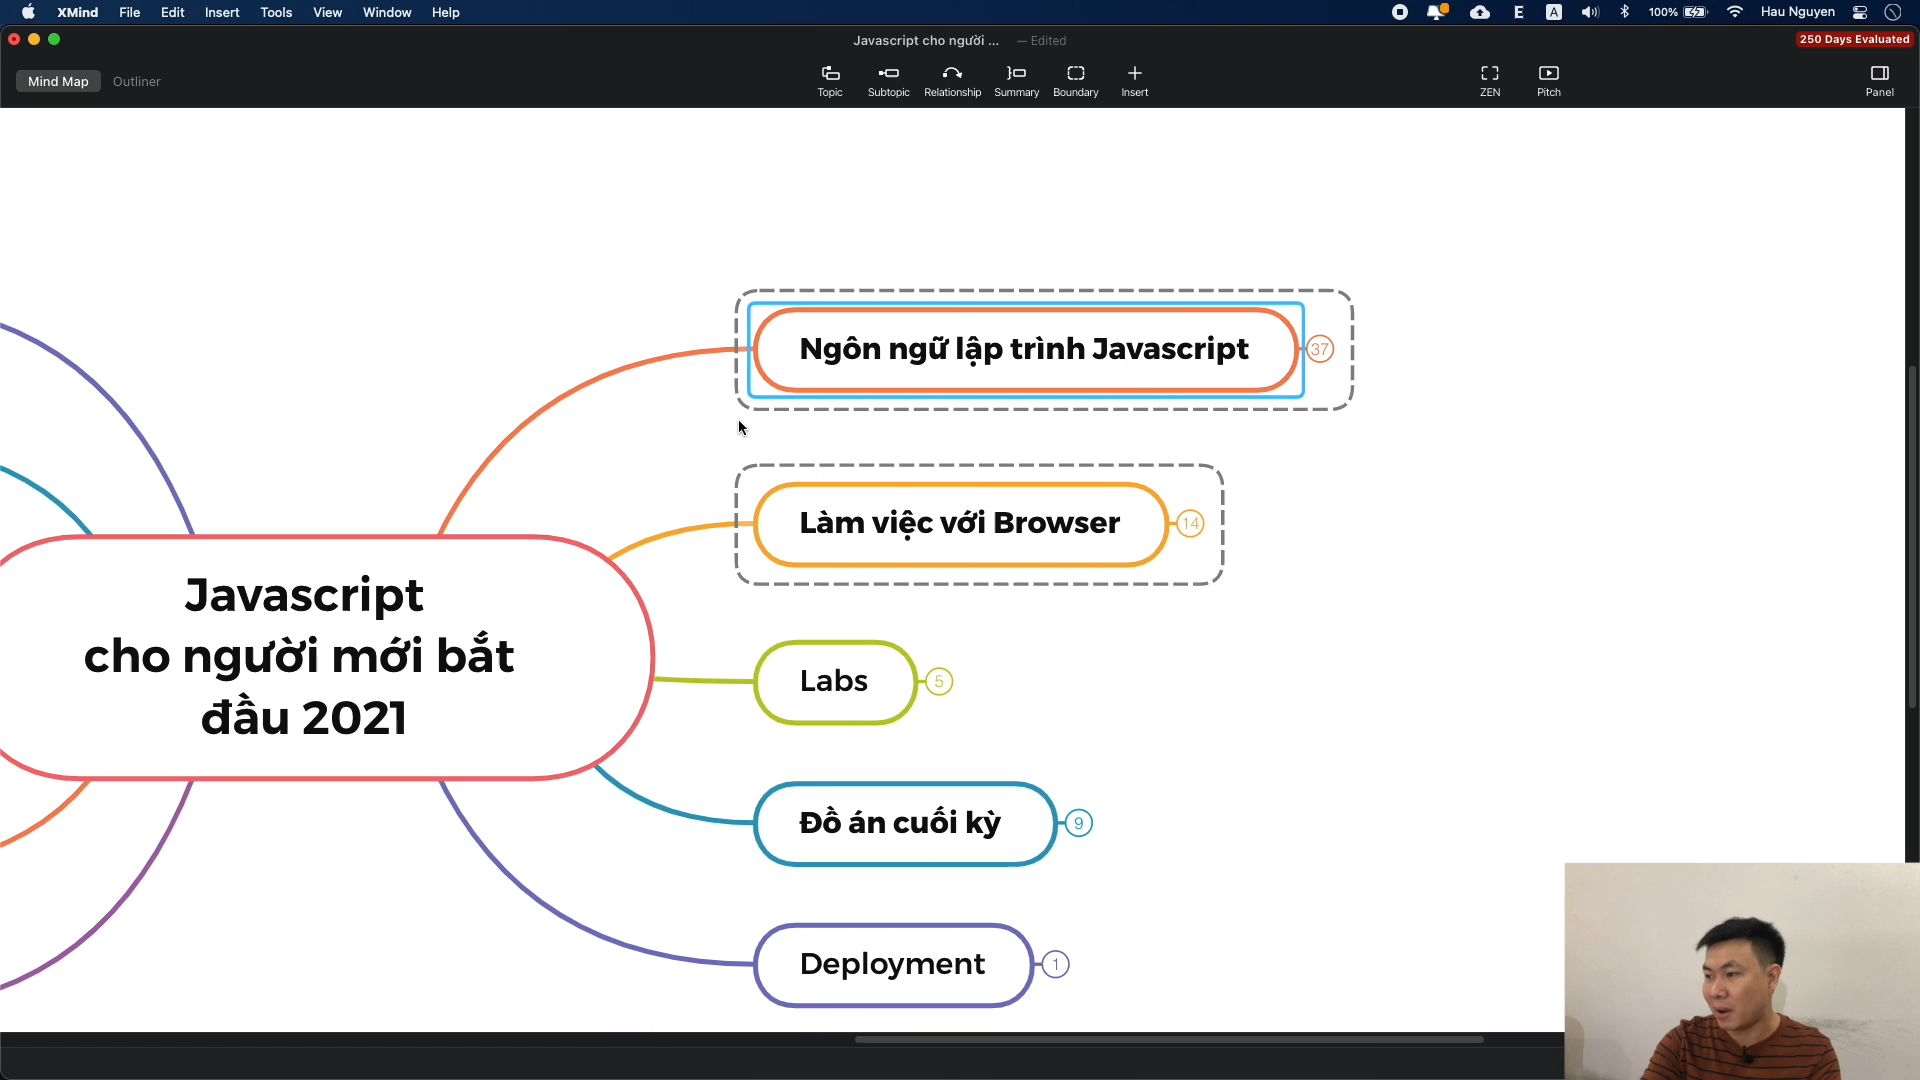 XMind File Edit Insert Tools View Window Help
E A 100% Hau Nguyen
Javascript cho người ... — Edited
250 Days Evaluated
Mind Map Outliner
Topic Subtopic Relationship Summary Boundary Insert
ZEN Pitch
Panel
Ngôn ngữ lập trình Javascript 37
Làm việc với Browser 14
Javascript
cho người mới bắt
đầu 2021
Labs 5
Đồ án cuối kỳ 9
Deployment 1